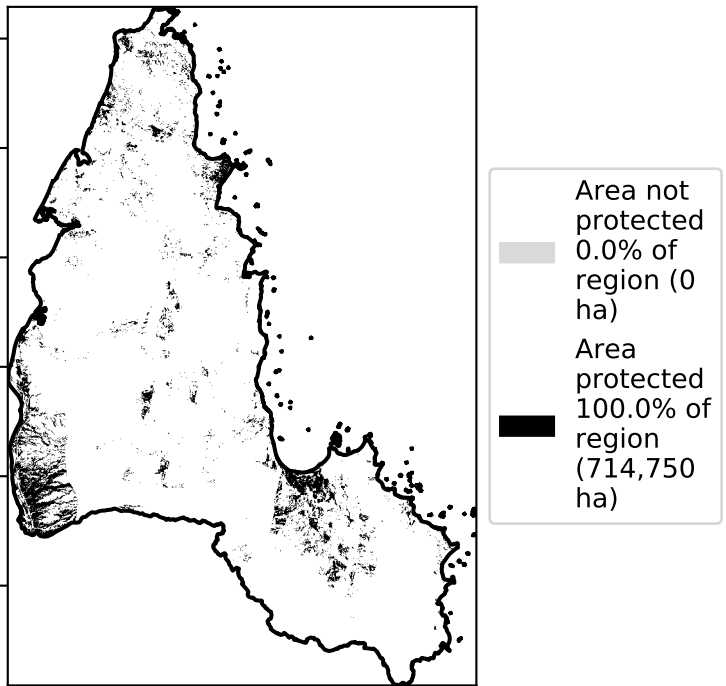 Area not
protected
0.0% of
region (0
ha)
Area
protected
100.0% of
region
(714,750
ha)